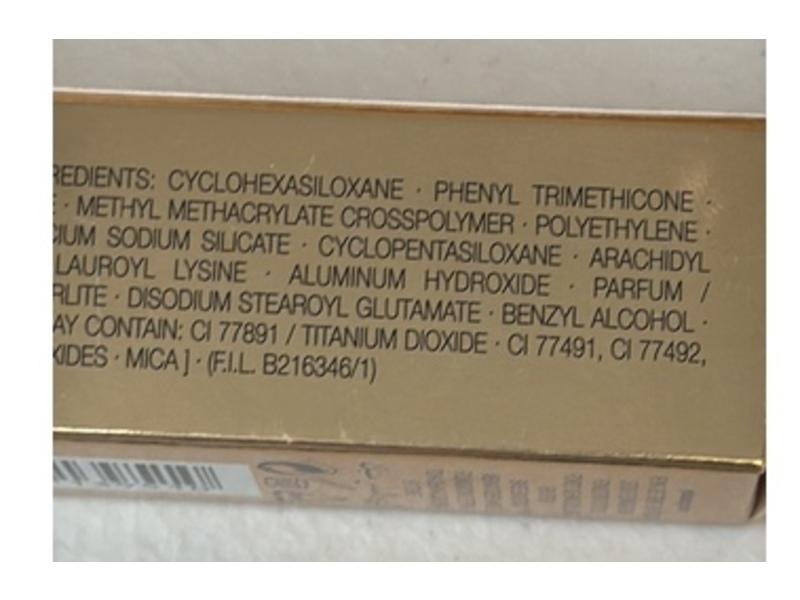 REDIENTS: CYCLOHEXASILOXANE · PHENYL TRIMETHICONE ·
E · METHYL METHACRYLATE CROSSPOLYMER · POLYETHYLENE ·
CIUM SODIUM SILICATE · CYCLOPENTASILOXANE · ARACHIDYL
LAUROYL LYSINE · ALUMINUM HYDROXIDE · PARFUM /
RLITE · DISODIUM STEAROYL GLUTAMATE · BENZYL ALCOHOL ·
AY CONTAIN: CI 77891 / TITANIUM DIOXIDE · CI 77491, CI 77492,
XIDES · MICA ] · (F.I.L. B216346/1)